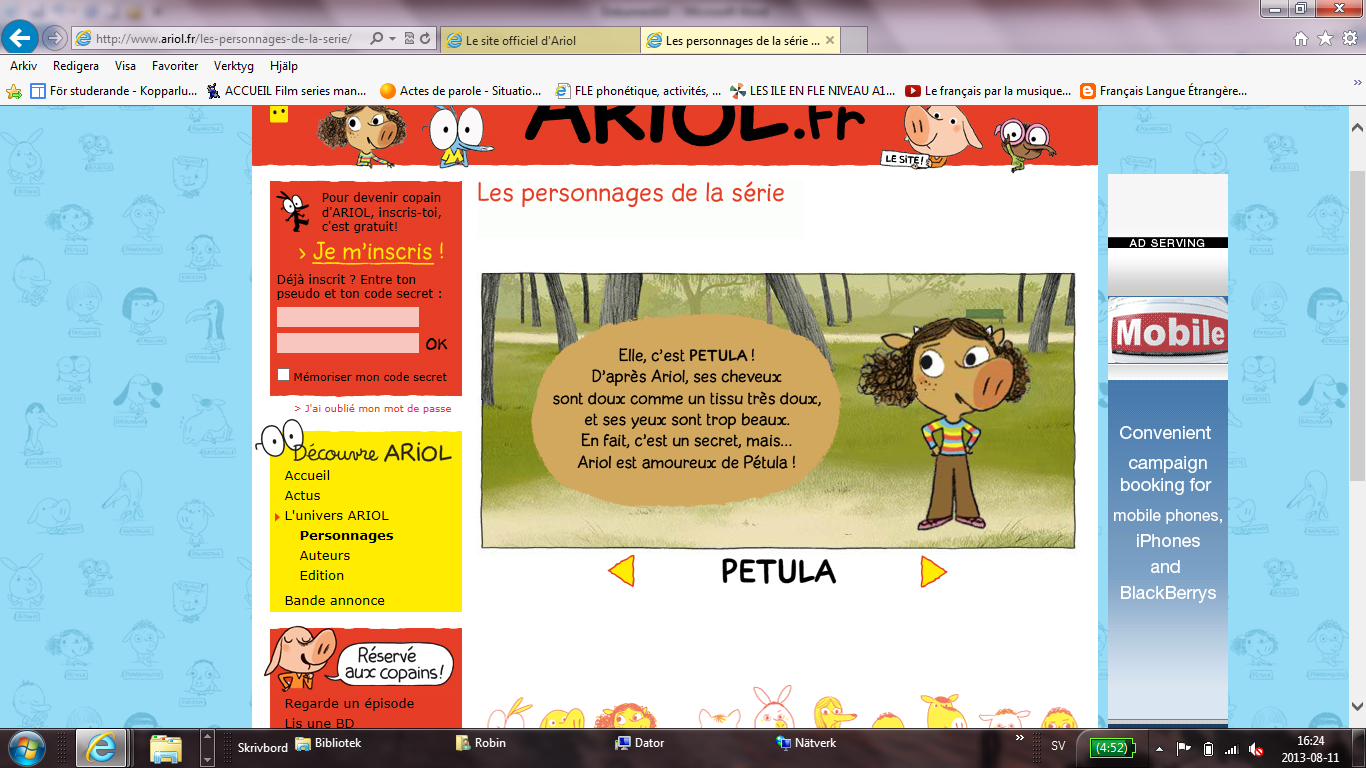 http://www.ariol.fr/les-personnages-de-la-serie/
Le site officiel d'Ariol
Les personnages de la série ...
Arkiv Redigera Visa Favoriter Verktyg Hjälp
För studerande - Kopparlu...
ACCUEIL Film series man...
Actes de parole - Situatio...
FLE phonétique, activités, ...
LES ILE EN FLE NIVEAU A1...
Le français par la musique...
Français Langue Étrangère...
ARIOL.FR
LE SITE!
Pour devenir copain
d'ARIOL, inscris-toi,
c'est gratuit!
› Je m'inscris !
Déjà inscrit ? Entre ton
pseudo et ton code secret :
OK
Mémoriser mon code secret
> J'ai oublié mon mot de passe
Découvre ARIOL
Accueil
Actus
L'univers ARIOL
Personnages
Auteurs
Edition
Bande annonce
Réservé
aux copains!
Regarde un épisode
Lis une BD
Les personnages de la série
Elle, c'est PETULA !
D'après Ariol, ses cheveux
sont doux comme un tissu très doux,
et ses yeux sont trop beaux.
En fait, c'est un secret, mais...
Ariol est amoureux de Pétula !
PETULA
AD SERVING
Mobile
Convenient
campaign
booking for
mobile phones,
iPhones
and
BlackBerrys
Skrivbord
Bibliotek
Robin
Dator
Nätverk
SV
(4:52)
16:24
2013-08-11